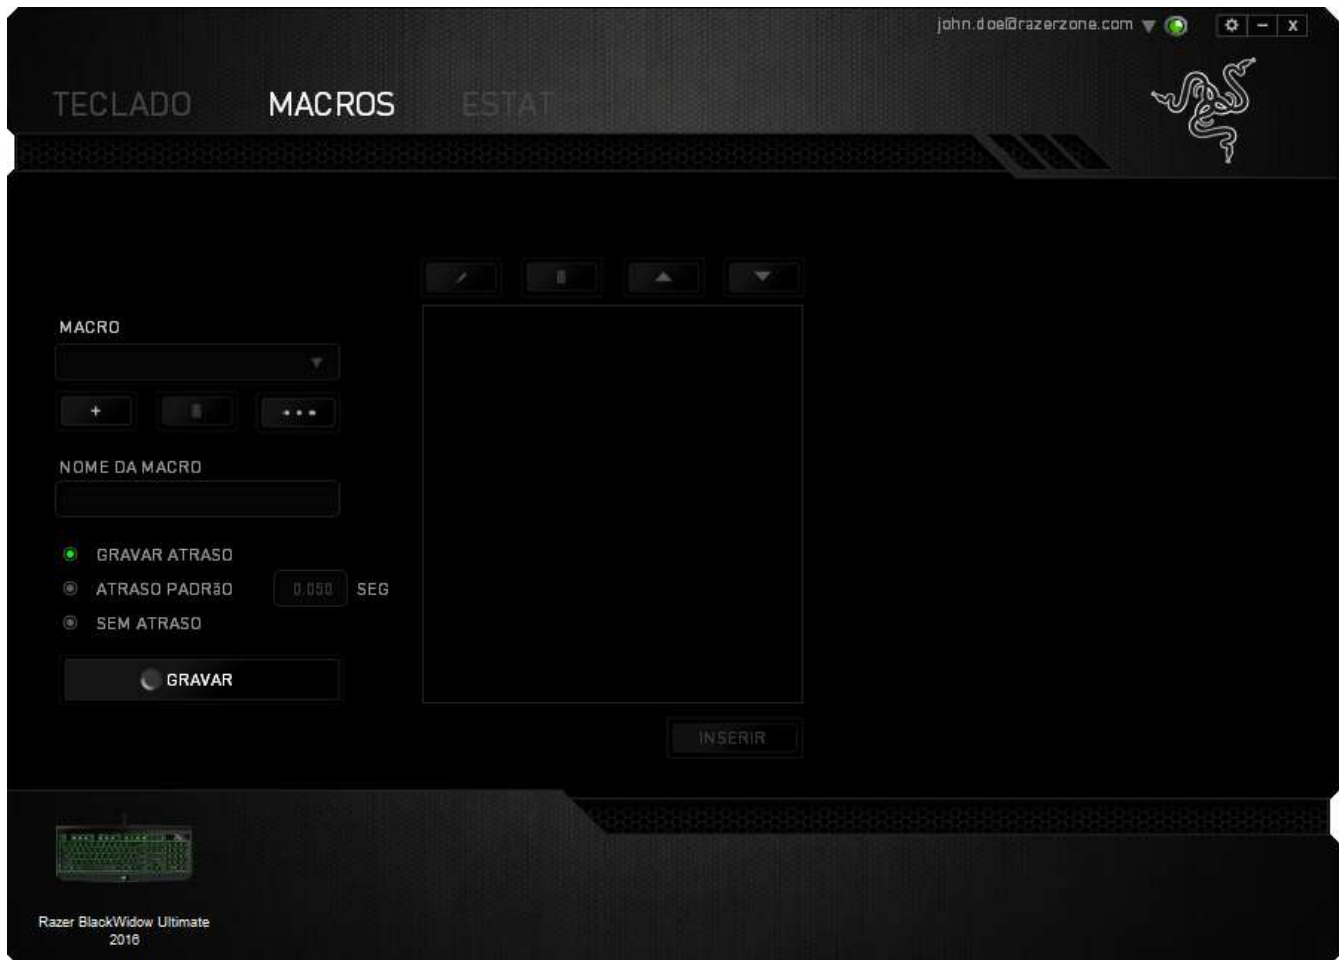 john.doe@razerzone.com
TECLADO MACROS ESTAT
MACRO
NOME DA MACRO
GRAVAR ATRASO
ATRASO PADRãO 0.050 SEG
SEM ATRASO
GRAVAR
INSERIR
Razer BlackWidow Ultimate
2016